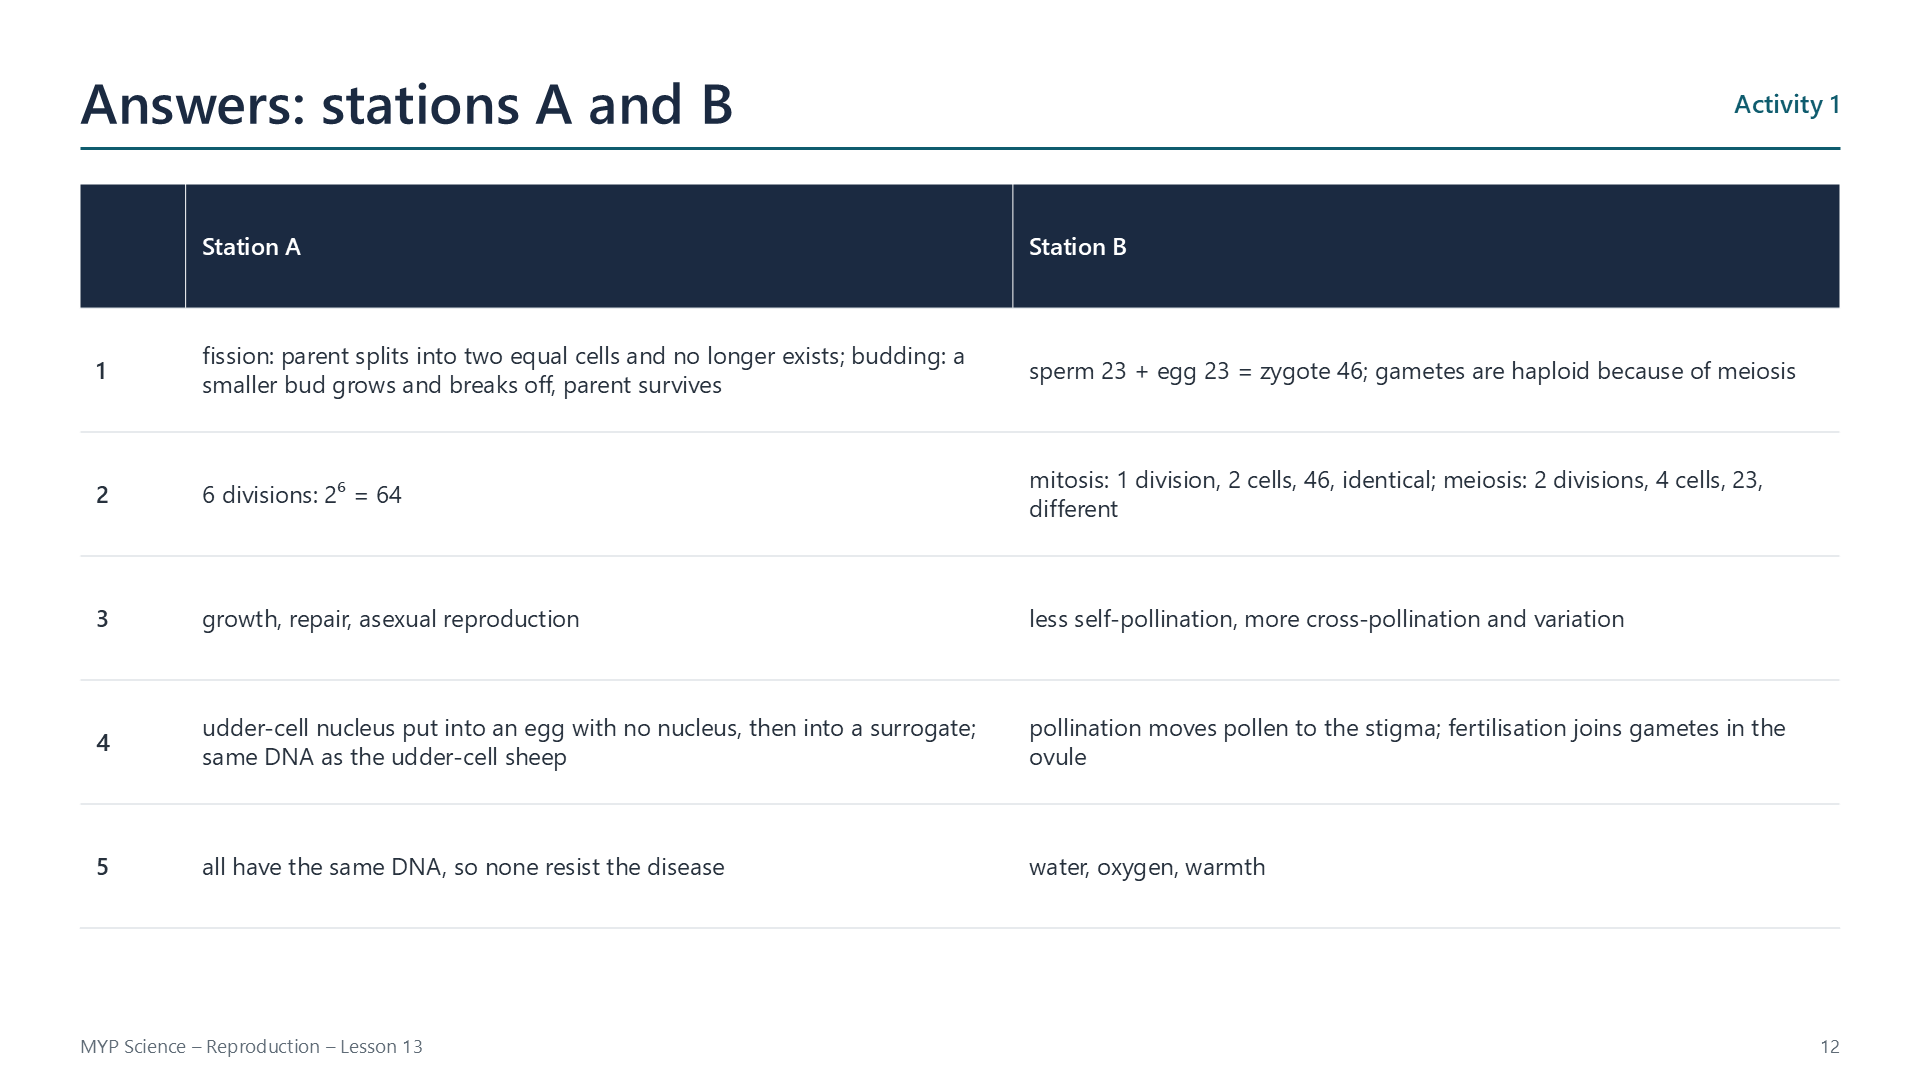 Answers: stations A and B
Activity 1
Station A
Station B
1
fission: parent splits into two equal cells and no longer exists; budding: a
smaller bud grows and breaks off, parent survives
sperm 23 + egg 23 = zygote 46; gametes are haploid because of meiosis
2
6 divisions: 2⁶ = 64
mitosis: 1 division, 2 cells, 46, identical; meiosis: 2 divisions, 4 cells, 23,
different
3
growth, repair, asexual reproduction
less self-pollination, more cross-pollination and variation
4
udder-cell nucleus put into an egg with no nucleus, then into a surrogate;
same DNA as the udder-cell sheep
pollination moves pollen to the stigma; fertilisation joins gametes in the
ovule
5
all have the same DNA, so none resist the disease
water, oxygen, warmth
MYP Science – Reproduction – Lesson 13
12